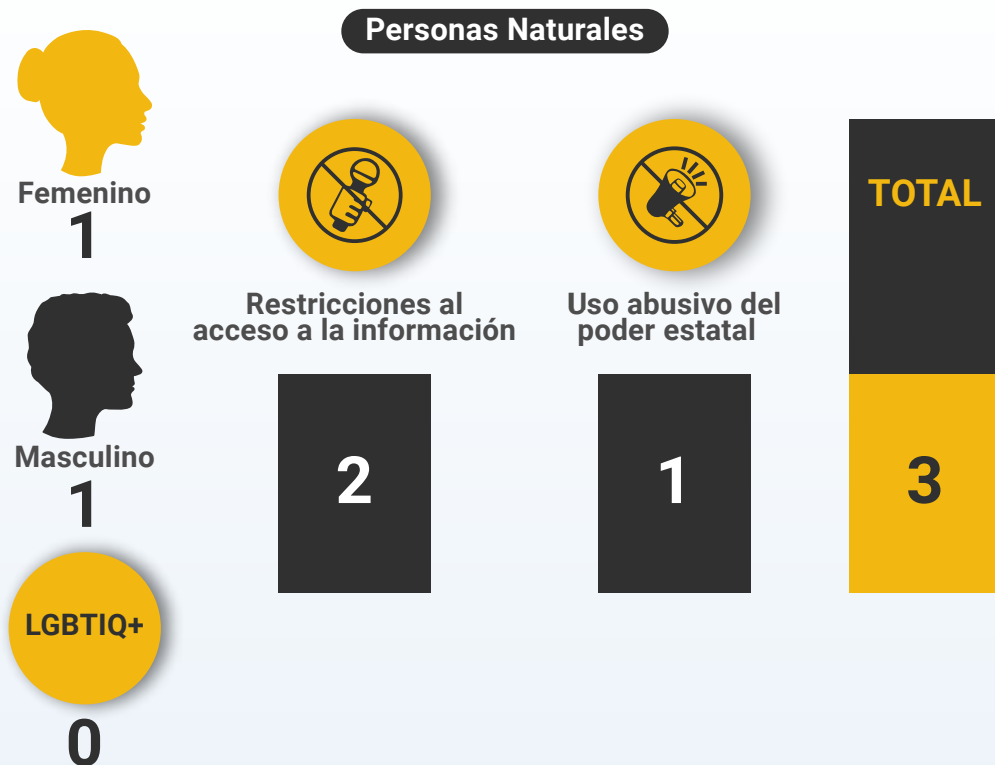 Personas Naturales
Femenino
1
Masculino
1
LGBTIQ+
0
Restricciones al
acceso a la información
2
Uso abusivo del
poder estatal
1
TOTAL
3